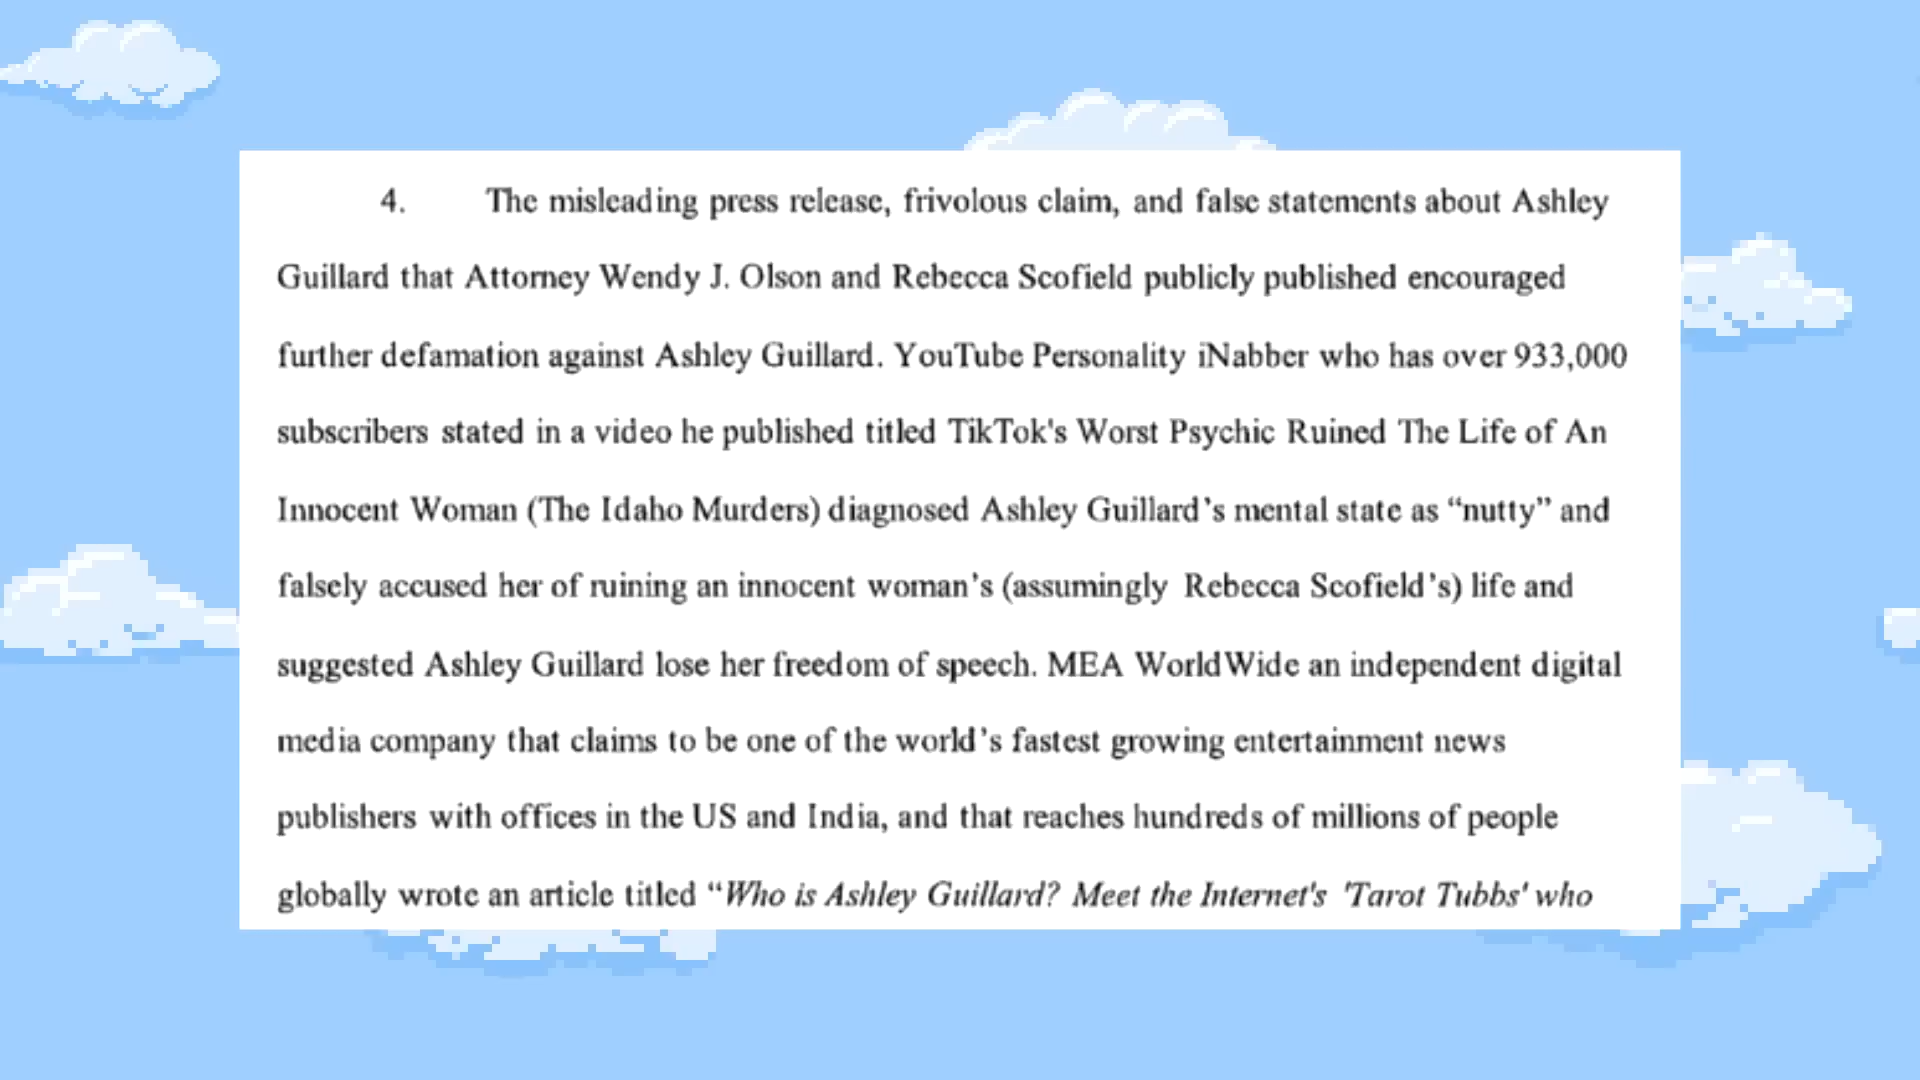 4. The misleading press release, frivolous claim, and false statements about Ashley
Guillard that Attorney Wendy J. Olson and Rebecca Scofield publicly published encouraged
further defamation against Ashley Guillard. YouTube Personality iNabber who has over 933,000
subscribers stated in a video he published titled TikTok's Worst Psychic Ruined The Life of An
Innocent Woman (The Idaho Murders) diagnosed Ashley Guillard’s mental state as “nutty” and
falsely accused her of ruining an innocent woman’s (assumingly Rebecca Scofield’s) life and
suggested Ashley Guillard lose her freedom of speech. MEA WorldWide an independent digital
media company that claims to be one of the world’s fastest growing entertainment news
publishers with offices in the US and India, and that reaches hundreds of millions of people
globally wrote an article titled “Who is Ashley Guillard? Meet the Internet's 'Tarot Tubbs' who